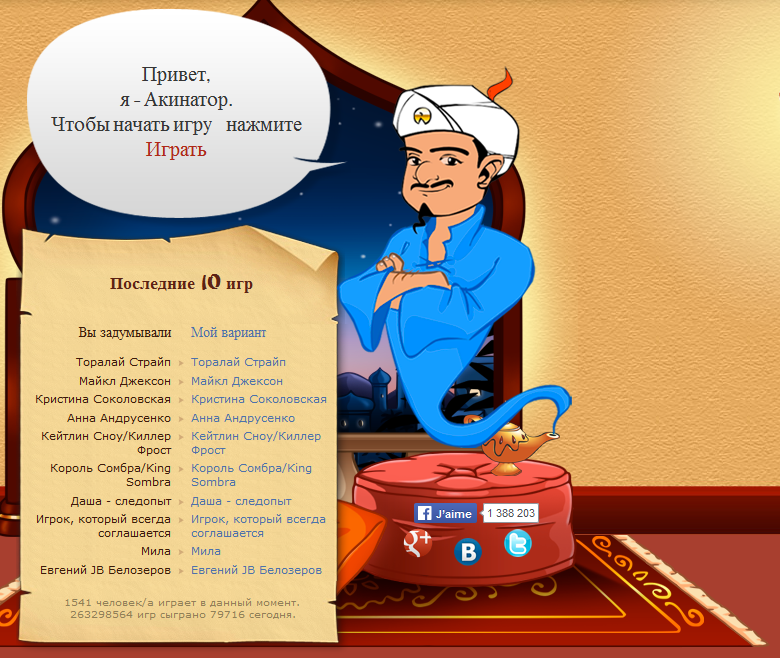 Привет,
я - Акинатор.
Чтобы начать игру нажмите
Играть
Последние 10 игр
Вы задумывали Мой вариант
Торалай Страйп Торалай Страйп
Майкл Джексон Майкл Джексон
Кристина Соколовская Кристина Соколовская
Анна Андрусенко Анна Андрусенко
Кейтлин Сноу/Киллер Кейтлин Сноу/Киллер
Фрост Фрост
Король Сомбра/King Король Сомбра/King
Sombra Sombra
Даша - следопыт Даша - следопыт
Игрок, который всегда Игрок, который всегда
соглашается соглашается
Мила Мила
Евгений JB Белозеров Евгений JB Белозеров
1541 человек/а играет в данный момент.
263298564 игр сыграно 79716 сегодня.
f J'aime 1 388 203
g+ B t